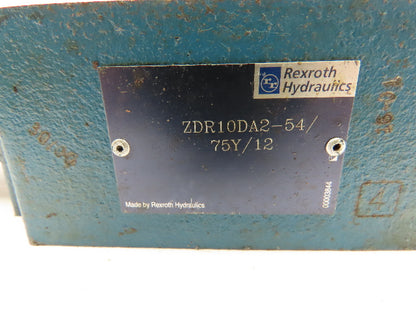 Rexroth
Hydraulics
ZDR10DA2-54/
75Y/12
Made by Rexroth Hydraulics
00003844
4